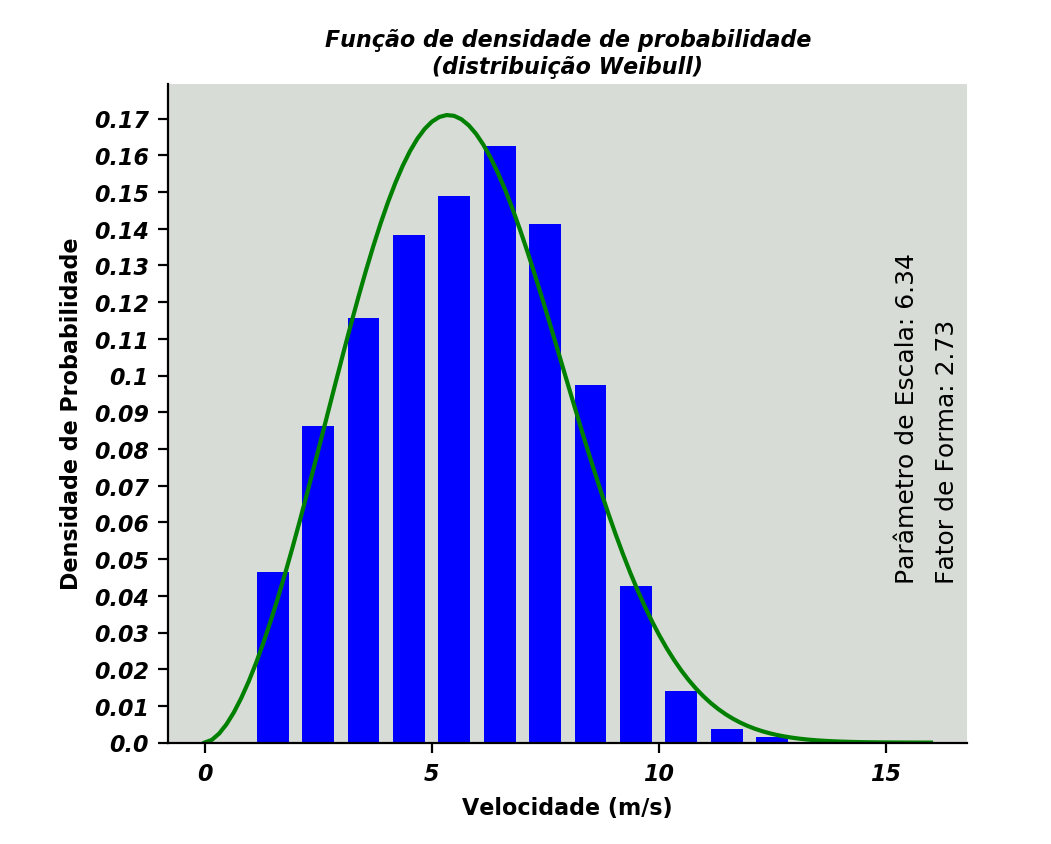 Função de densidade de probabilidade
(distribuição Weibull)
Densidade de Probabilidade
0.17
0.16
0.15
0.14
0.13
0.12
0.11
0.1
0.09
0.08
0.07
0.06
0.05
0.04
0.03
0.02
0.01
0.0
Parâmetro de Escala: 6.34
Fator de Forma: 2.73
0 5 10 15
Velocidade (m/s)